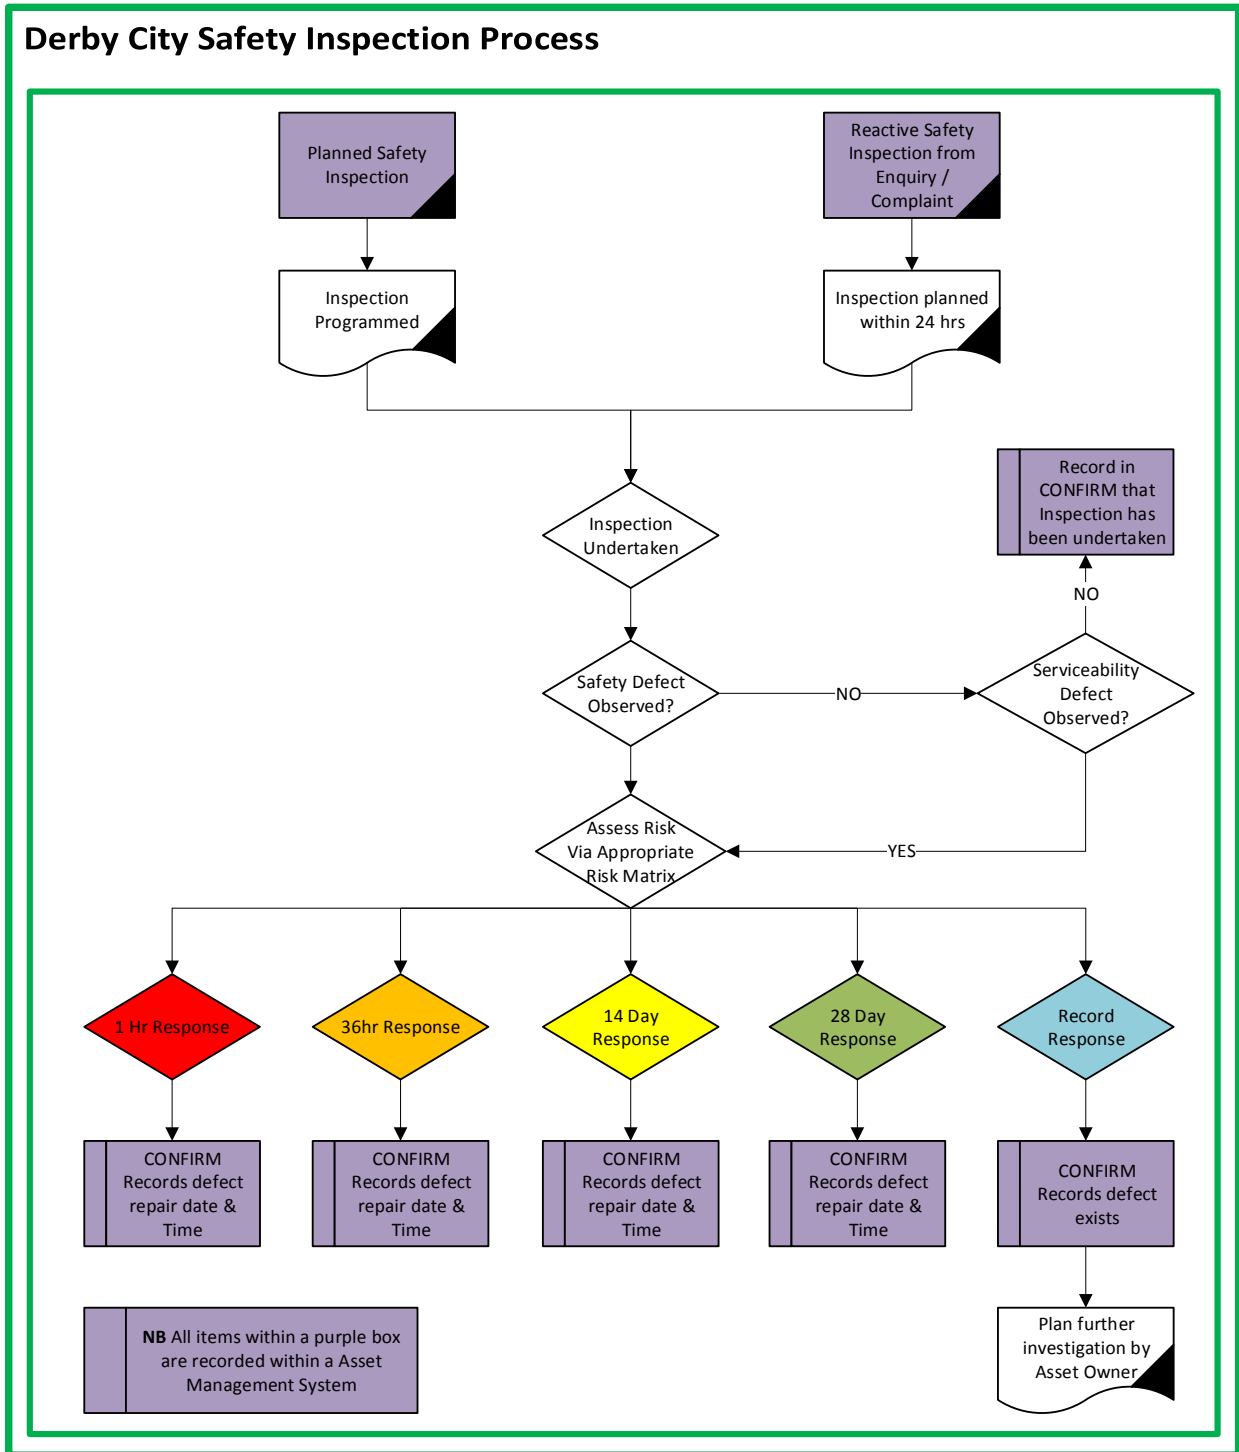 Derby City Safety Inspection Process
Planned Safety
Inspection
Reactive Safety
Inspection from
Enquiry /
Complaint
Inspection
Programmed
Inspection planned
within 24 hrs
Record in
CONFIRM that
Inspection has
been undertaken
Inspection
Undertaken
NO
Safety Defect
Observed?
NO
Serviceability
Defect
Observed?
Assess Risk
Via Appropriate
Risk Matrix
YES
1 Hr Response
36hr Response
14 Day
Response
28 Day
Response
Record
Response
CONFIRM
Records defect
repair date &
Time
CONFIRM
Records defect
repair date &
Time
CONFIRM
Records defect
repair date &
Time
CONFIRM
Records defect
repair date &
Time
CONFIRM
Records defect
exists
NB All items within a purple box
are recorded within a Asset
Management System
Plan further
investigation by
Asset Owner